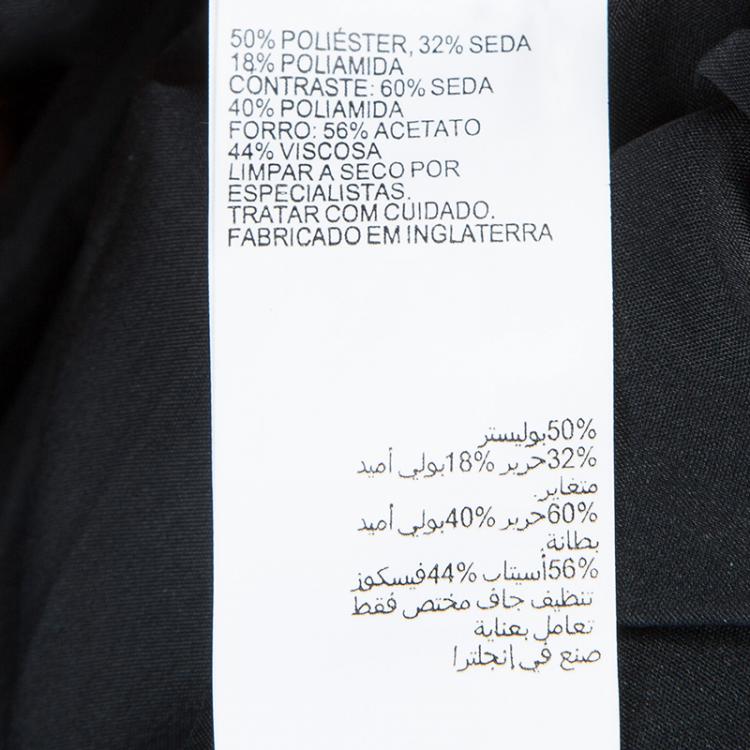 50% POLIÉSTER, 32% SEDA
18% POLIAMIDA
CONTRASTE: 60% SEDA
40% POLIAMIDA
FORRO: 56% ACETATO
44% VISCOSA
LIMPAR A SECO POR
ESPECIALISTAS.
TRATAR COM CUIDADO.
FABRICADO EM INGLATERRA
50%بوليستر
32%حرير 18%بولي أميد
متغاير.
60%حرير 40%بولي أميد
بطانة.
56%أسيتاب 44%فيسكوز
تنظيف جاف مختص فقط
تعامل بعناية
صنع في إنجلترا